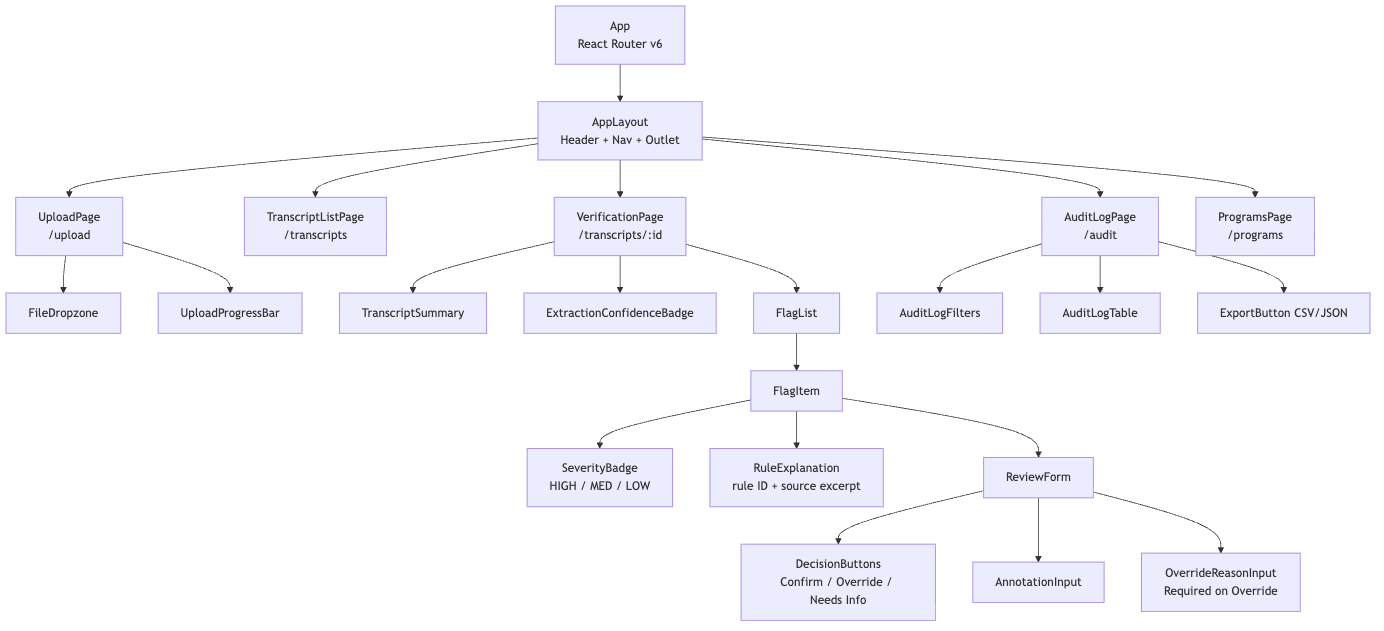 App
React Router v6
AppLayout
Header + Nav + Outlet
UploadPage
/upload
TranscriptListPage
/transcripts
VerificationPage
/transcripts/:id
AuditLogPage
/audit
ProgramsPage
/programs
FileDropzone
UploadProgressBar
TranscriptSummary
ExtractionConfidenceBadge
FlagList
AuditLogFilters
AuditLogTable
ExportButton CSV/JSON
FlagItem
SeverityBadge
HIGH / MED / LOW
RuleExplanation
rule ID + source excerpt
ReviewForm
DecisionButtons
Confirm / Override /
Needs Info
AnnotationInput
OverrideReasonInput
Required on Override